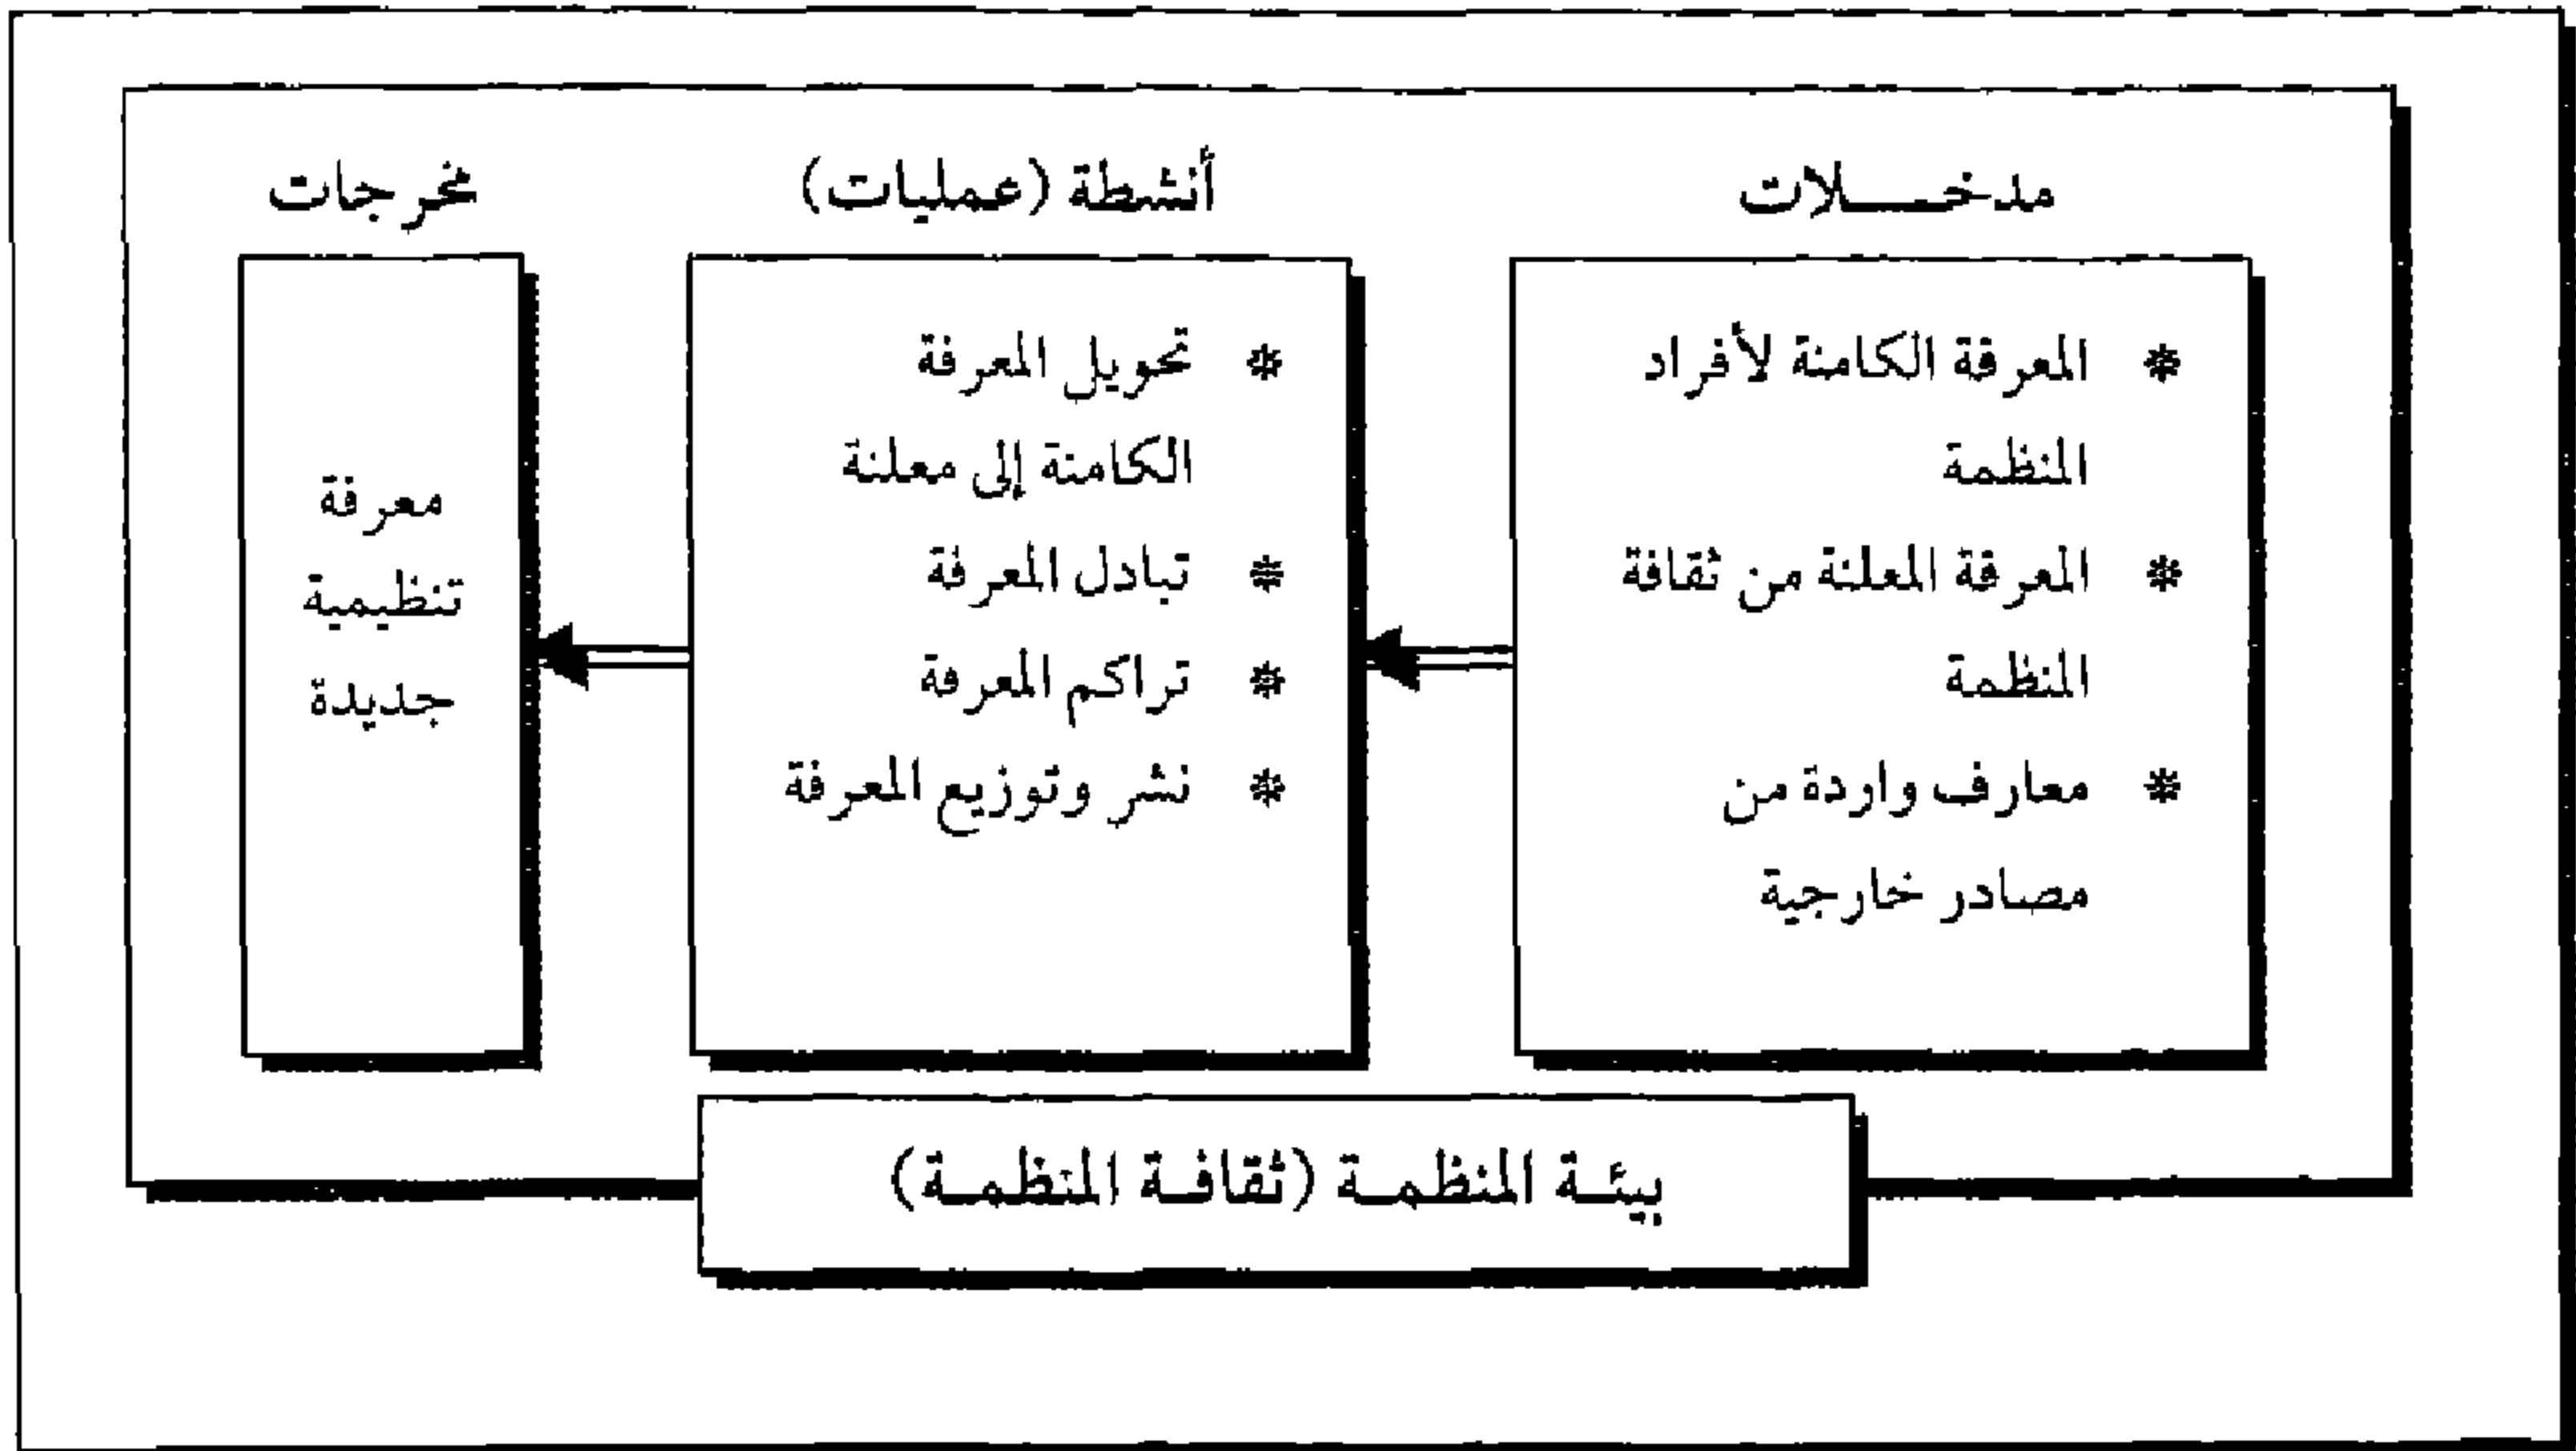 مدخــــلات
* المعرفة الكامنة لأفراد
المنظمة
* المعرفة المعلنة من ثقافة
المنظمة
* معارف واردة من
مصادر خارجية
أنشطة (عمليات)
* تحويل المعرفة
الكامنة إلى معلنة
* تبادل المعرفة
* تراكم المعرفة
* نشر وتوزيع المعرفة
مخرجات
معرفة
تنظيمية
جديدة
بيئـة المنظمـة (ثقافـة المنظمـة)